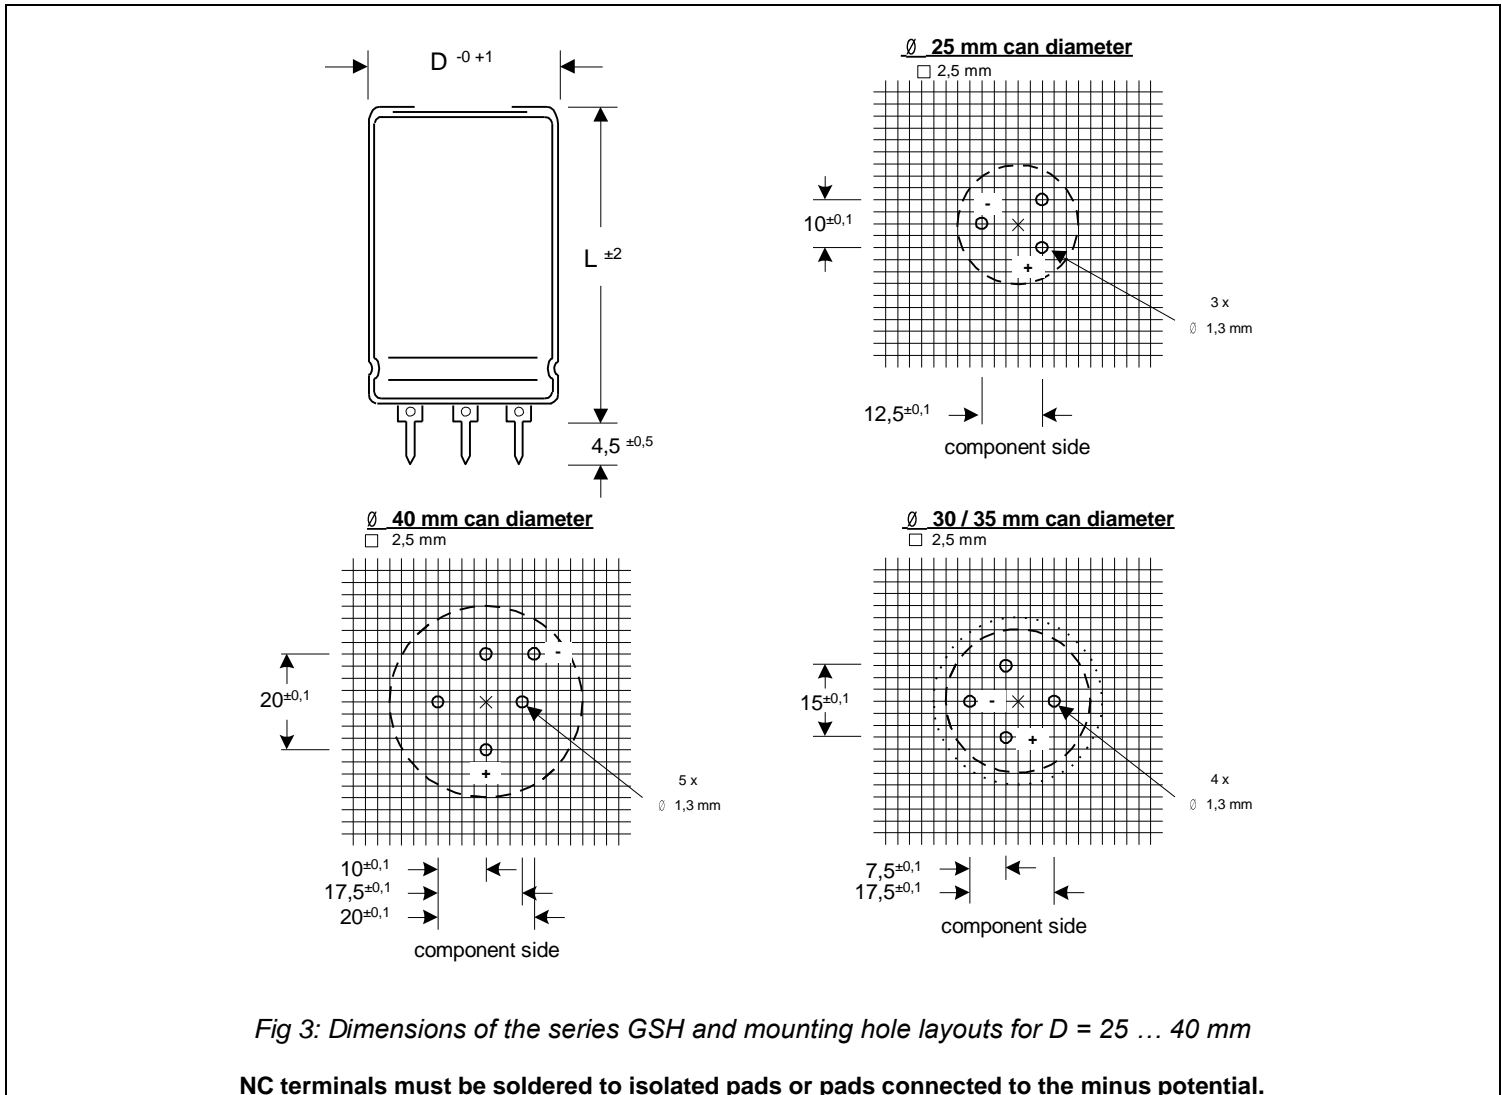 D -0 +1
L ±2
4,5 ±0,5
Ø 25 mm can diameter
□ 2,5 mm
-
10±0,1
+
3 x
Ø 1,3 mm
12,5±0,1
component side
Ø 40 mm can diameter
□ 2,5 mm
-
20±0,1
+
5 x
Ø 1,3 mm
10±0,1
17,5±0,1
20±0,1
component side
Ø 30 / 35 mm can diameter
□ 2,5 mm
15±0,1
-
+
4 x
Ø 1,3 mm
7,5±0,1
17,5±0,1
component side
Fig 3: Dimensions of the series GSH and mounting hole layouts for D = 25 … 40 mm
NC terminals must be soldered to isolated pads or pads connected to the minus potential.